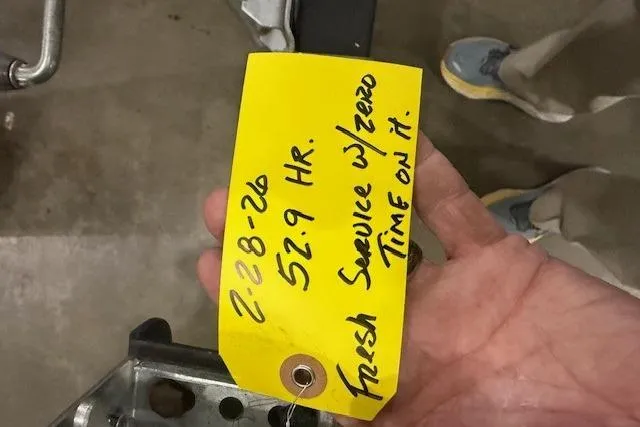 2-28-26
52.9 HR.
Fresh Service w/zero
Time on it.